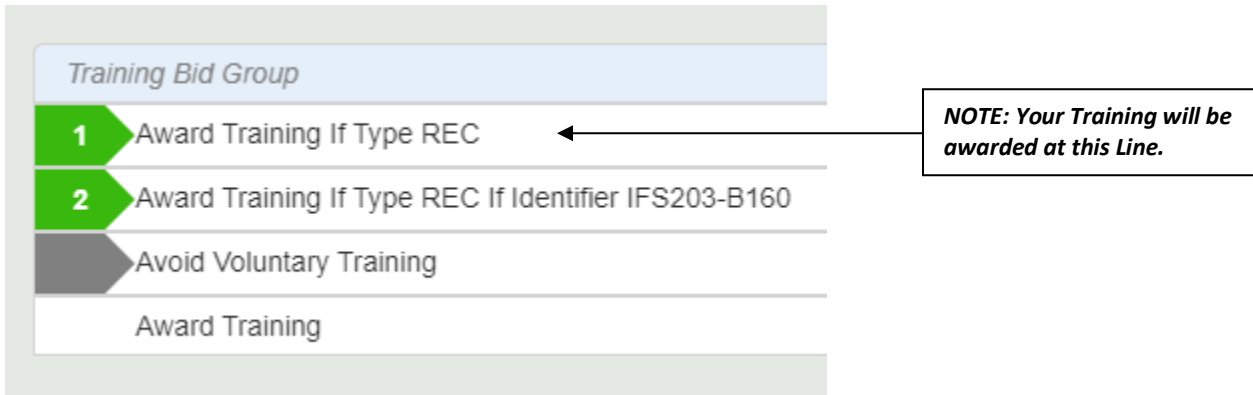 Training Bid Group
1 Award Training If Type REC
NOTE: Your Training will be
awarded at this Line.
2 Award Training If Type REC If Identifier IFS203-B160
Avoid Voluntary Training
Award Training